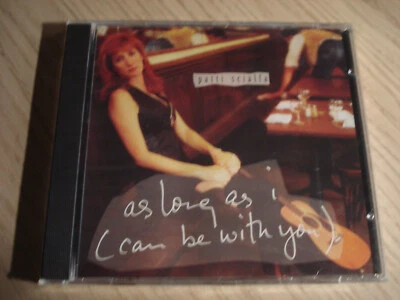 patti scialfa
as long as i
(can be with you)